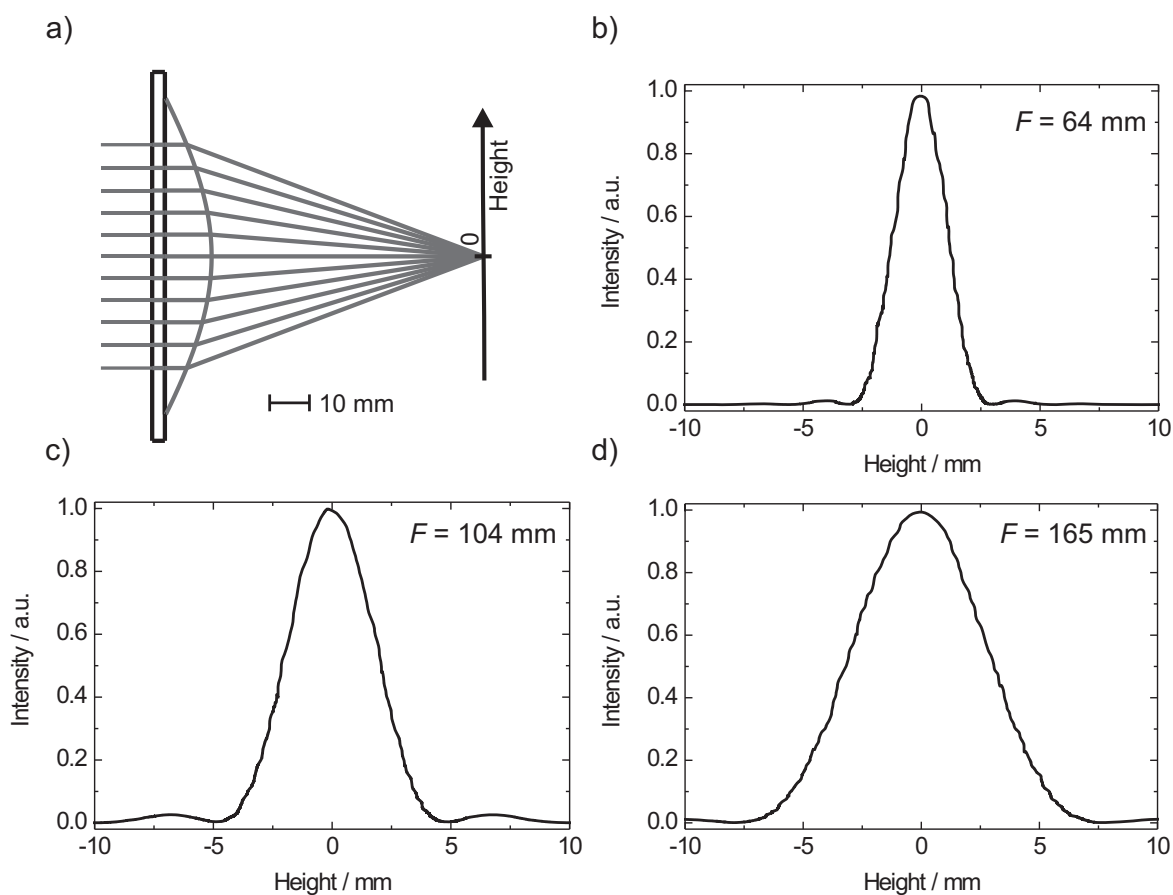 a)
Height
0
10 mm
b)
F = 64 mm
Intensity / a.u.
1.0
0.8
0.6
0.4
0.2
0.0
-10 -5 0 5 10
Height / mm
c)
F = 104 mm
Intensity / a.u.
1.0
0.8
0.6
0.4
0.2
0.0
-10 -5 0 5 10
Height / mm
d)
F = 165 mm
Intensity / a.u.
1.0
0.8
0.6
0.4
0.2
0.0
-10 -5 0 5 10
Height / mm